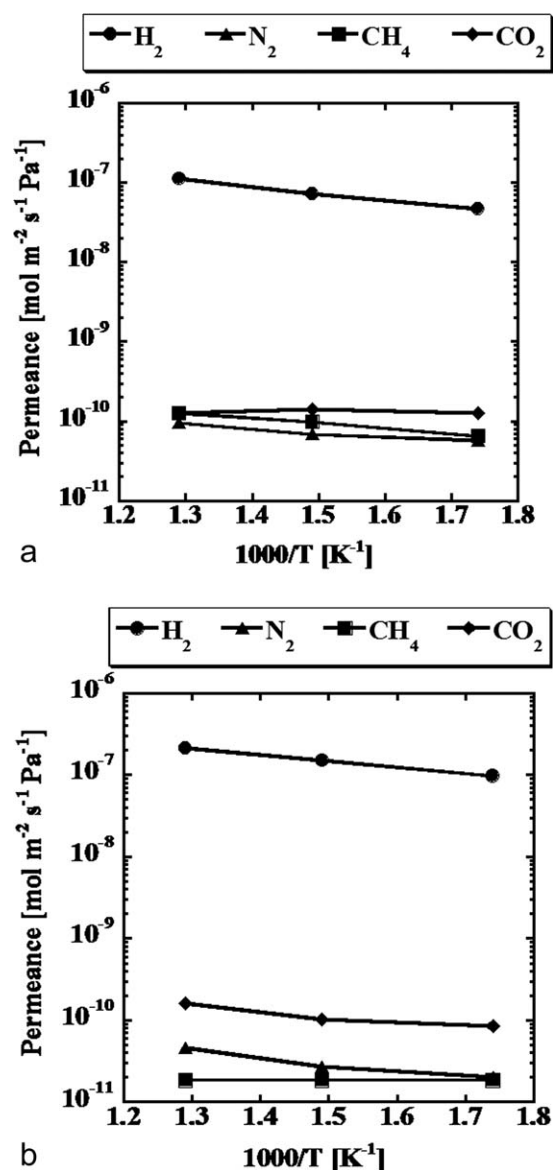 H₂ N₂ CH₄ CO₂
Permeance [mol m⁻² s⁻¹ Pa⁻¹]
10⁻⁶
10⁻⁷
10⁻⁸
10⁻⁹
10⁻¹⁰
10⁻¹¹
1.2 1.3 1.4 1.5 1.6 1.7 1.8
1000/T [K⁻¹]
a
H₂ N₂ CH₄ CO₂
Permeance [mol m⁻² s⁻¹ Pa⁻¹]
10⁻⁶
10⁻⁷
10⁻⁸
10⁻⁹
10⁻¹⁰
10⁻¹¹
1.2 1.3 1.4 1.5 1.6 1.7 1.8
1000/T [K⁻¹]
b